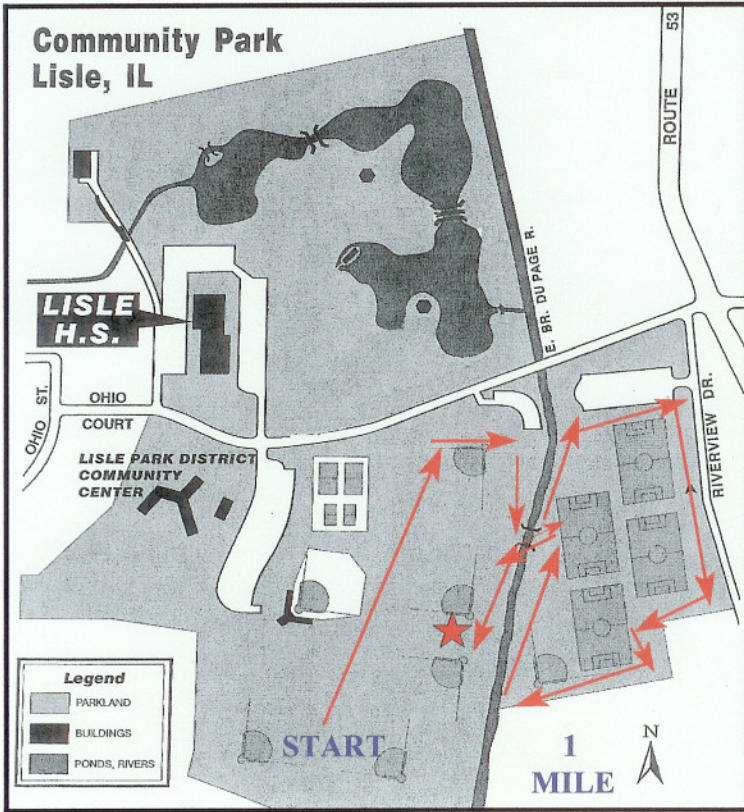 Community Park
Lisle, IL
ROUTE 53
E. BR. DU PAGE R.
LISLE
H.S.
OHIO ST.
OHIO
COURT
RIVERVIEW DR.
LISLE PARK DISTRICT
COMMUNITY
CENTER
Legend
PARKLAND
BUILDINGS
PONDS, RIVERS
START
1
MILE
N